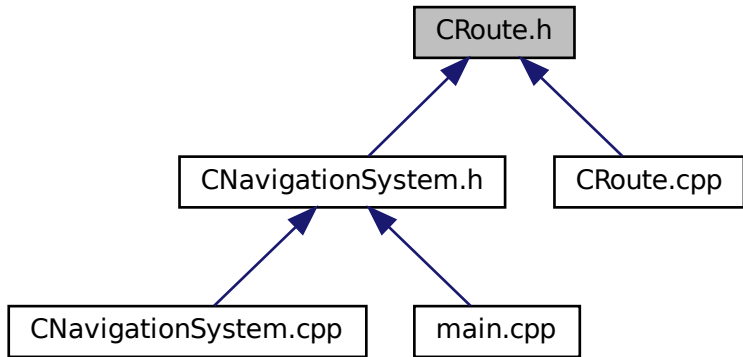 CRoute.h
CNavigationSystem.h
CRoute.cpp
CNavigationSystem.cpp
main.cpp